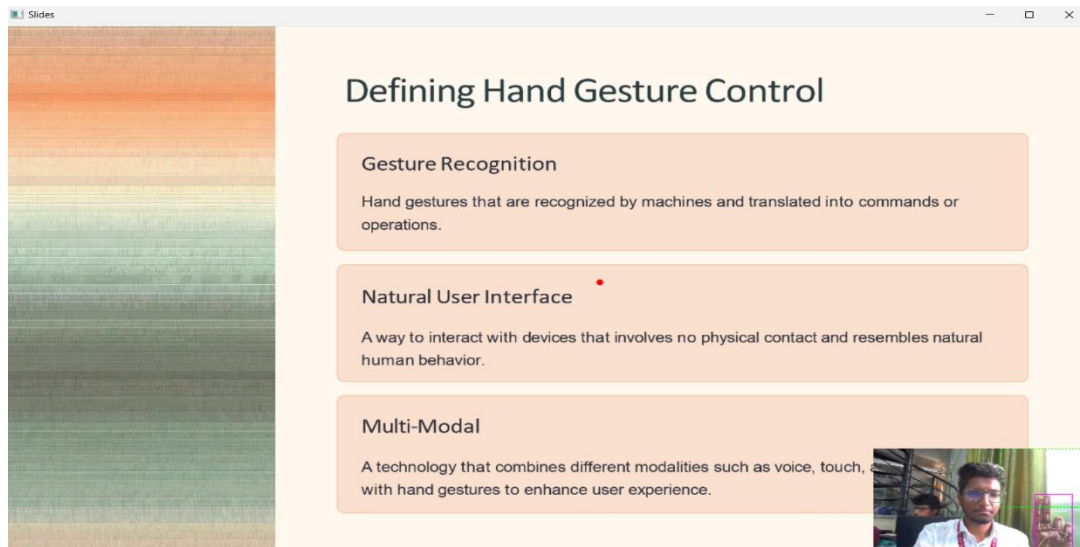 Slides
Defining Hand Gesture Control
Gesture Recognition
Hand gestures that are recognized by machines and translated into commands or
operations.
Natural User Interface
A way to interact with devices that involves no physical contact and resembles natural
human behavior.
Multi-Modal
A technology that combines different modalities such as voice, touch,
with hand gestures to enhance user experience.